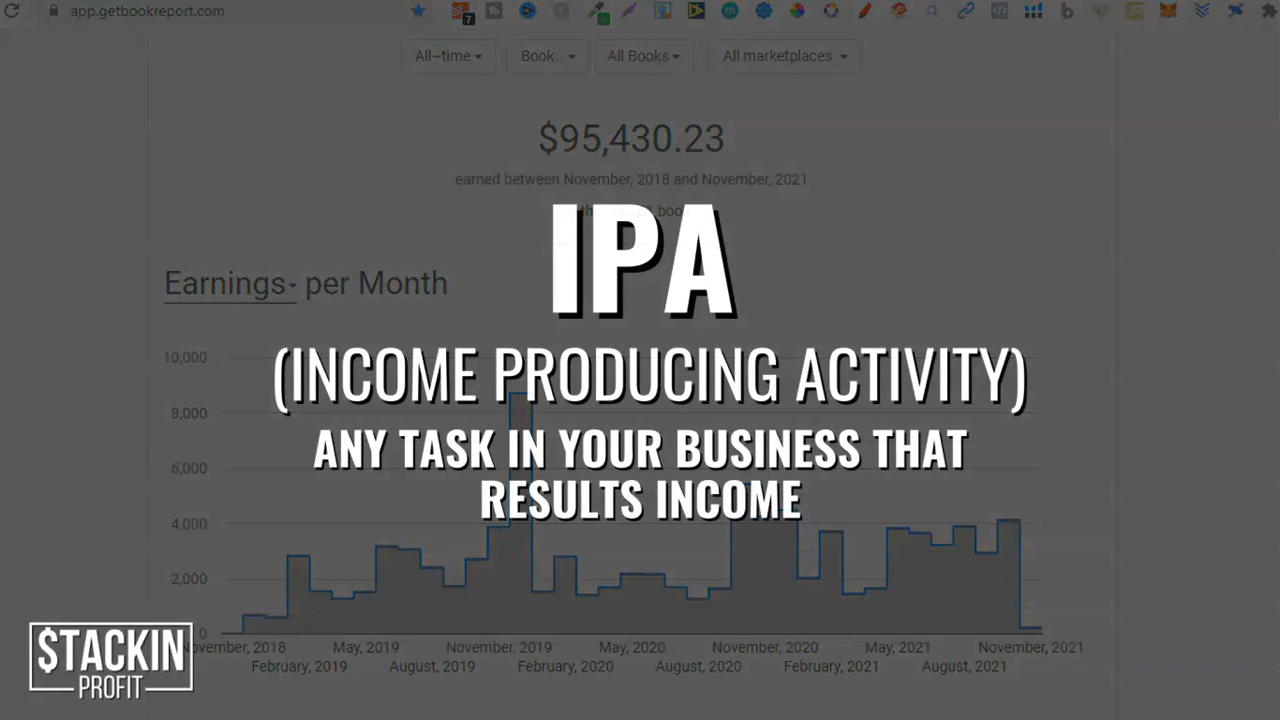 app.getbookreport.com
7
All-time
Book..
All Books
All marketplaces.
$95,430.23
earned between November, 2018 and November, 2021
IPA
Earnings per Month
(INCOME PRODUCING ACTIVITY)
ANY TASK IN YOUR BUSINESS THAT
RESULTS INCOME
10,000
8,000
6,000
4,000
2,000
0
November, 2018 May, 2019 November, 2019 May, 2020 November, 2020 May, 2021 November, 2021
February, 2019 August, 2019 February, 2020 August, 2020 February, 2021 August, 2021
$TACKIN
PROFIT